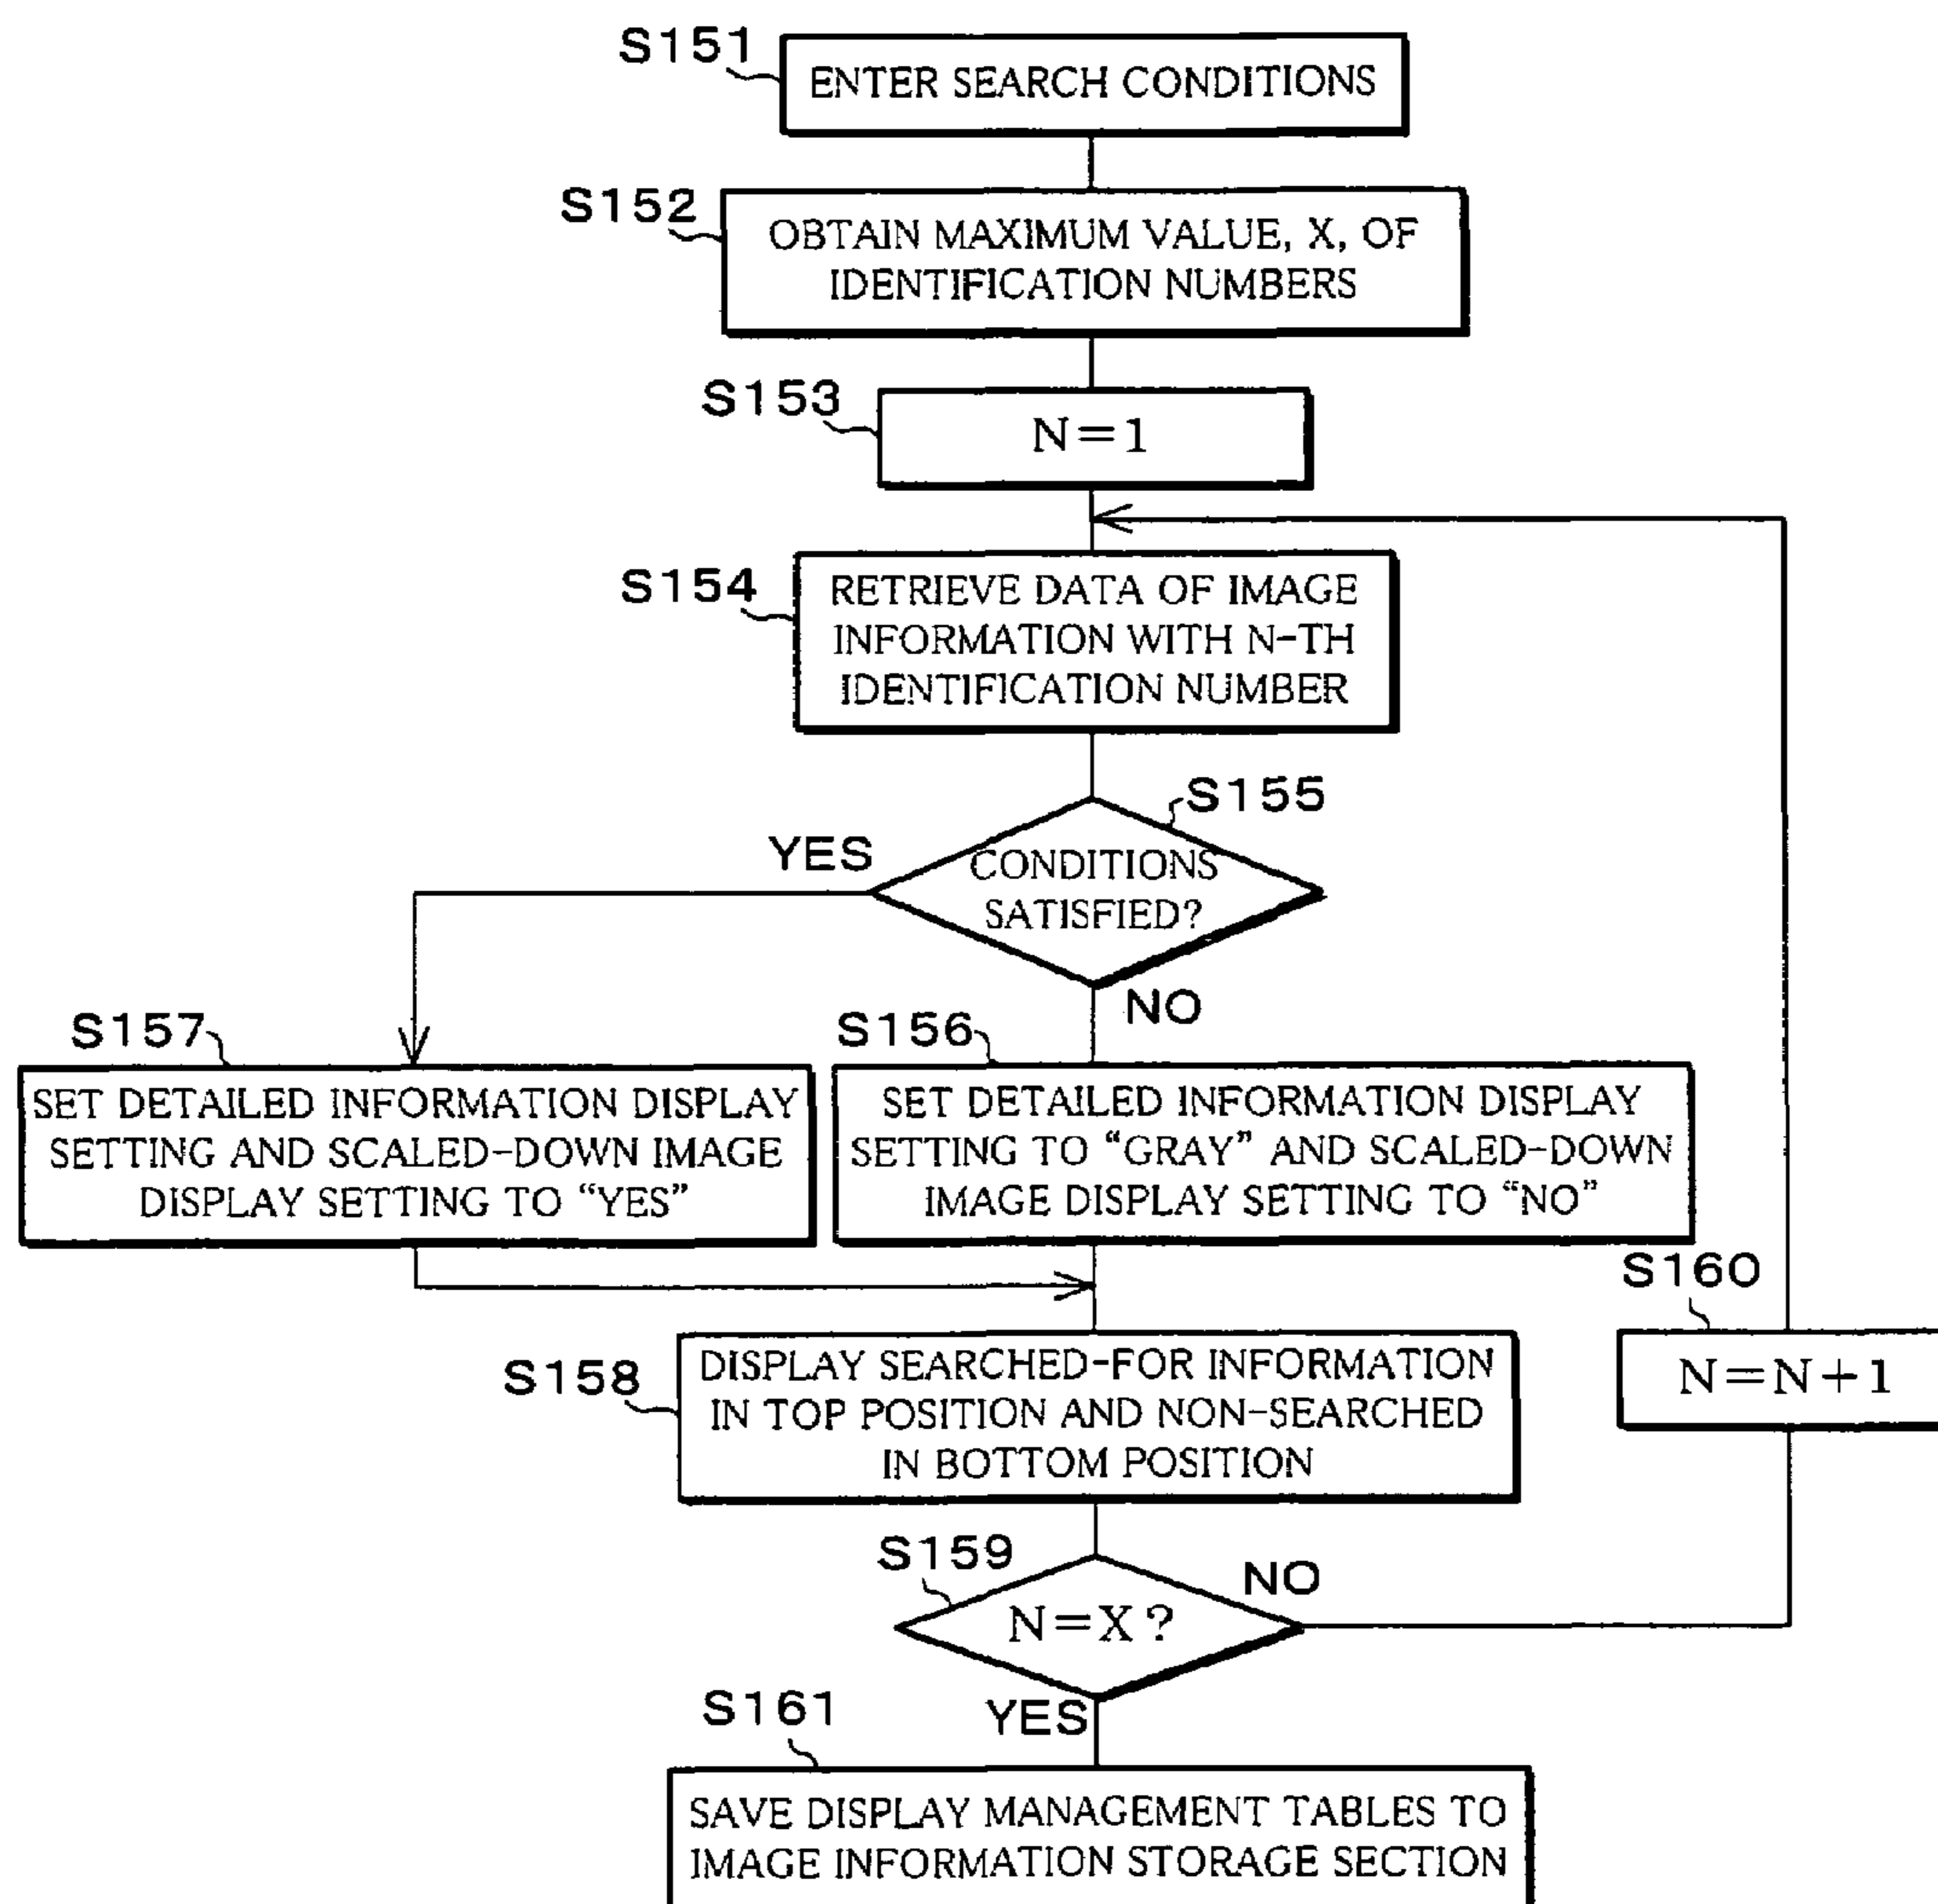 S151
ENTER SEARCH CONDITIONS
S152
OBTAIN MAXIMUM VALUE, X, OF
IDENTIFICATION NUMBERS
S153
N=1
S154
RETRIEVE DATA OF IMAGE
INFORMATION WITH N-TH
IDENTIFICATION NUMBER
S155
YES
CONDITIONS
SATISFIED?
NO
S157
SET DETAILED INFORMATION DISPLAY
SETTING AND SCALED-DOWN IMAGE
DISPLAY SETTING TO “YES”
S156
SET DETAILED INFORMATION DISPLAY
SETTING TO “GRAY” AND SCALED-DOWN
IMAGE DISPLAY SETTING TO “NO”
S160
N=N+1
S158
DISPLAY SEARCHED-FOR INFORMATION
IN TOP POSITION AND NON-SEARCHED
IN BOTTOM POSITION
S159
NO
N=X?
YES
S161
SAVE DISPLAY MANAGEMENT TABLES TO
IMAGE INFORMATION STORAGE SECTION